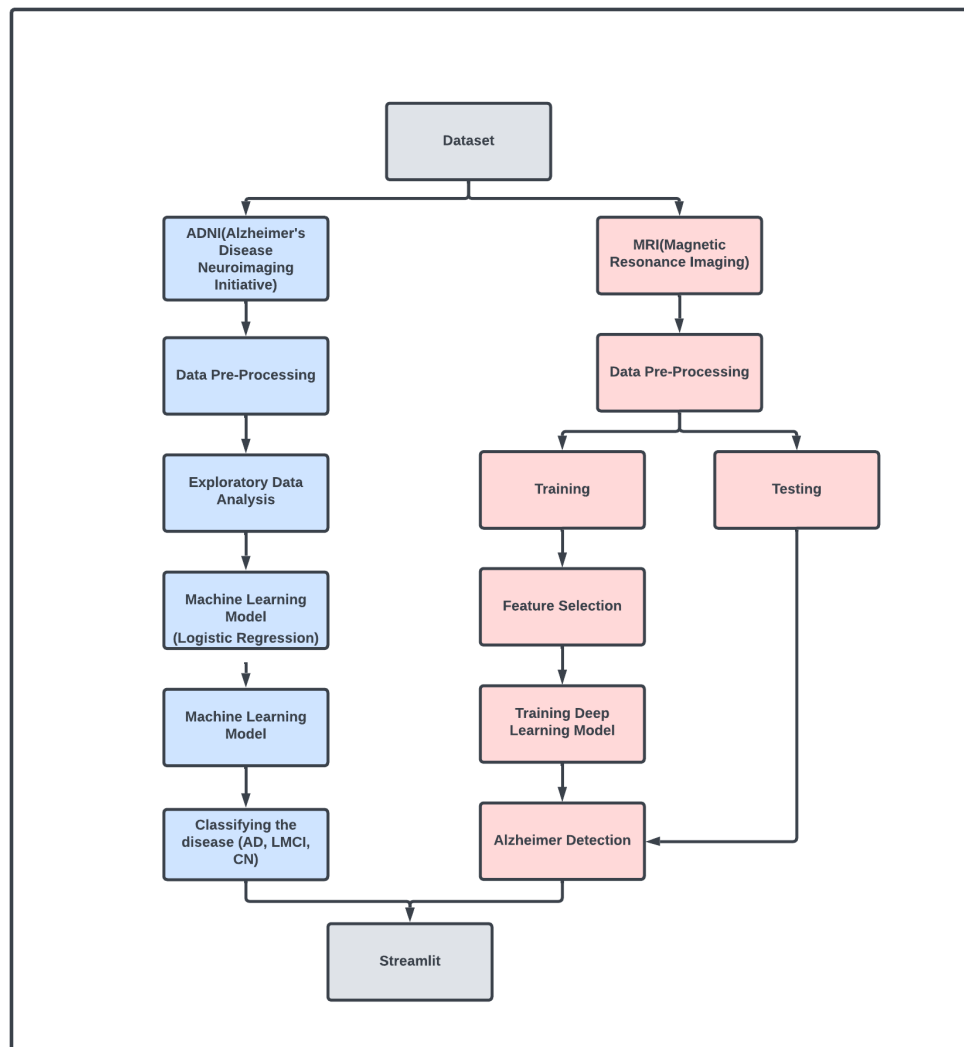 Dataset
ADNI(Alzheimer's
Disease
Neuroimaging
Initiative)
Data Pre-Processing
Exploratory Data
Analysis
Machine Learning
Model
(Logistic Regression)
Machine Learning
Model
Classifying the
disease (AD, LMCI,
CN)
MRI(Magnetic
Resonance Imaging)
Data Pre-Processing
Training
Testing
Feature Selection
Training Deep
Learning Model
Alzheimer Detection
Streamlit